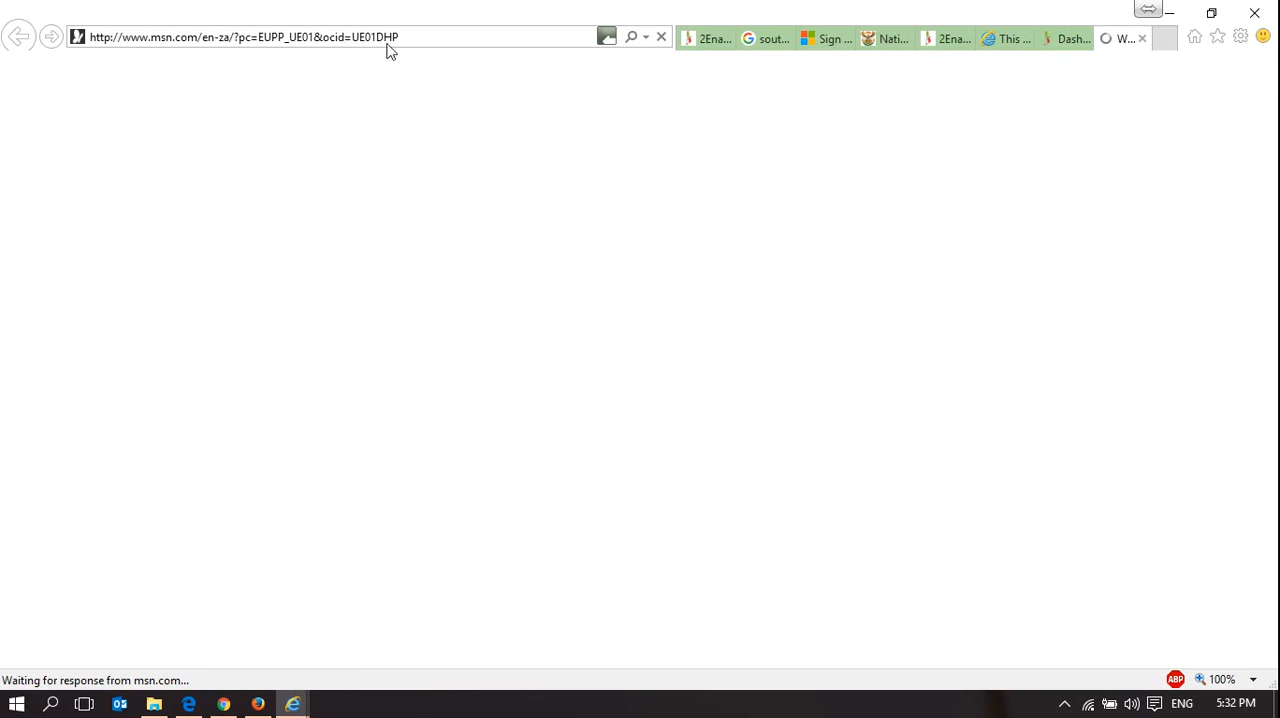 http://www.msn.com/en-za/?pc=EUPP_UE01&ocid=UE01DHP
2Ena...
sout...
Sign ...
Nati...
2Ena...
This ...
Dash...
W...
Waiting for response from msn.com...
ABP
100%
ENG
5:32 PM